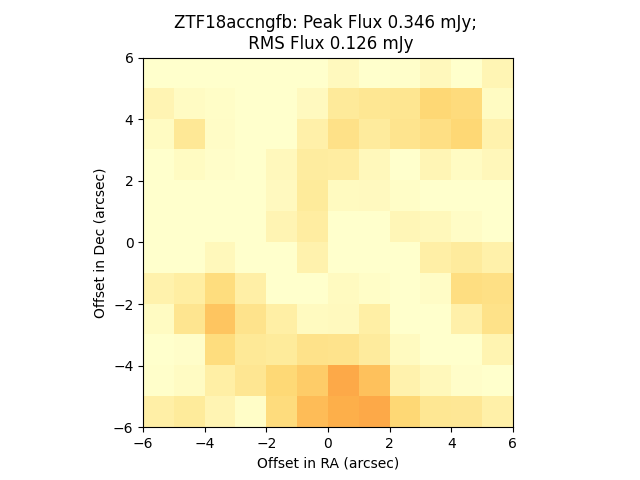 ZTF18accngfb: Peak Flux 0.346 mJy;
RMS Flux 0.126 mJy
6
4
2
0
−2
−4
−6
Offset in Dec (arcsec)
−6 −4 −2 0 2 4 6
Offset in RA (arcsec)